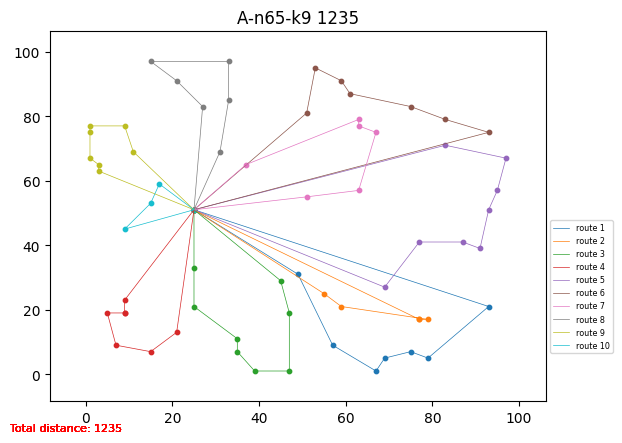 A-n65-k9 1235
100
80
60
40
20
0
0 20 40 60 80 100
route 1
route 2
route 3
route 4
route 5
route 6
route 7
route 8
route 9
route 10
Total distance: 1235